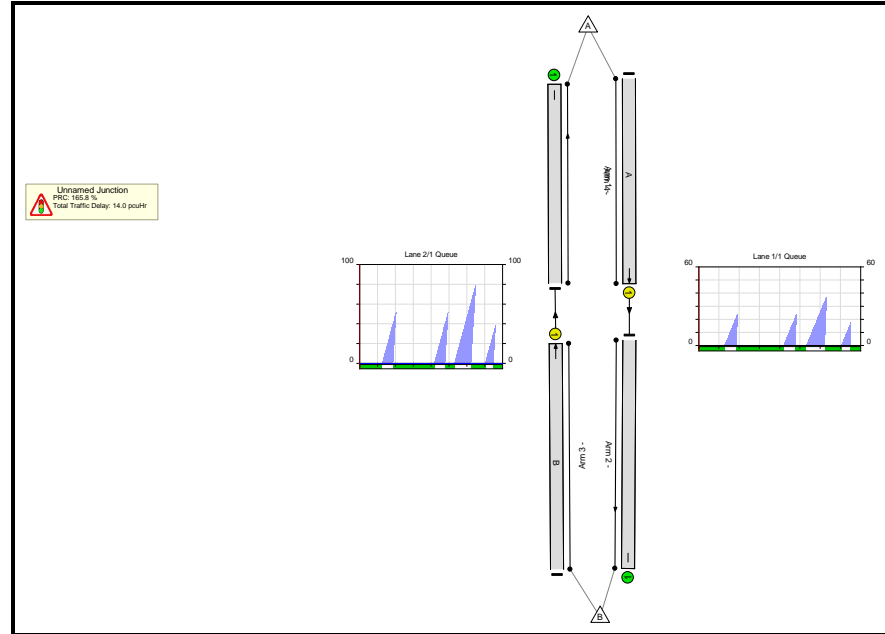 A
Unnamed Junction
PRC: 165.8 %
Total Traffic Delay: 14.0 pcuHr
A
Lane 2/1 Queue
100
100
0
0
Lane 1/1 Queue
60
60
0
0
B
Arm 3 -
Arm 2 -
B